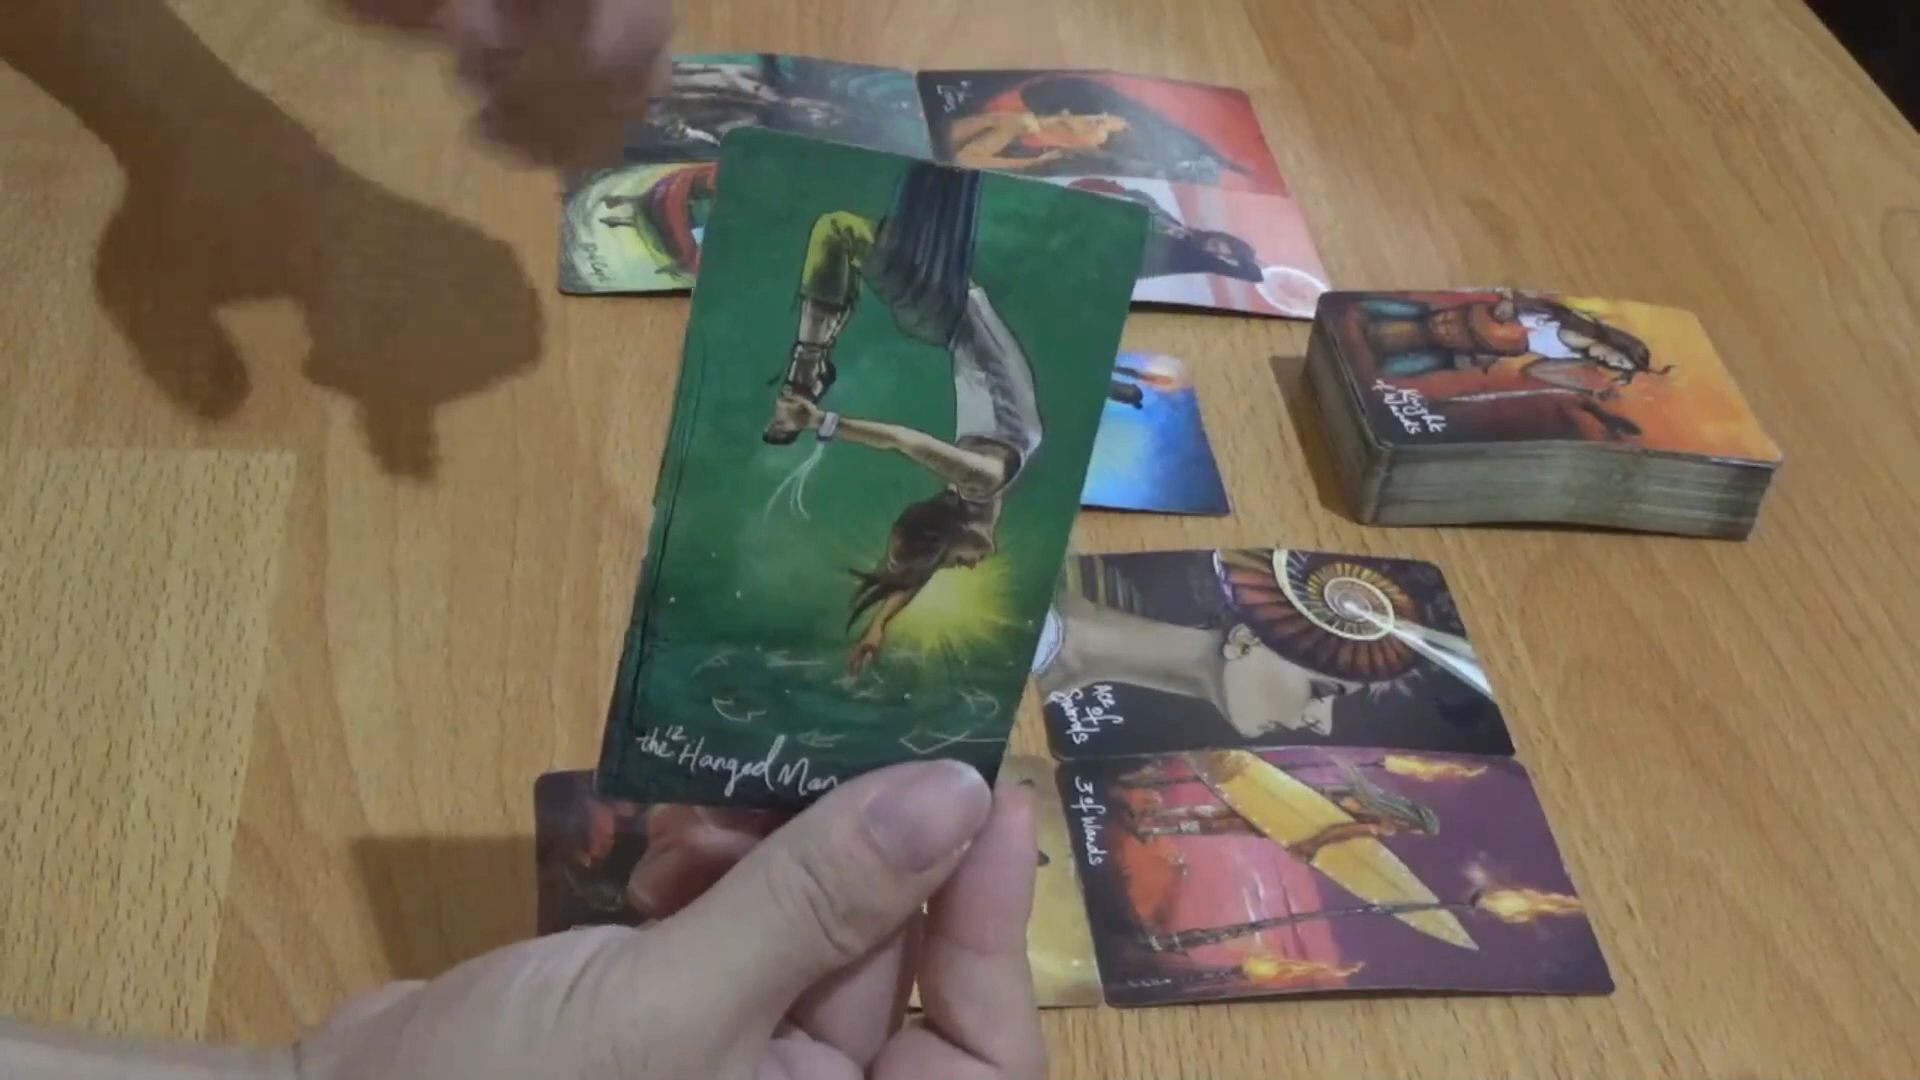 the 12 Hanged Man
Knight
of Wands
Ace
of
Swords
3 of Wands